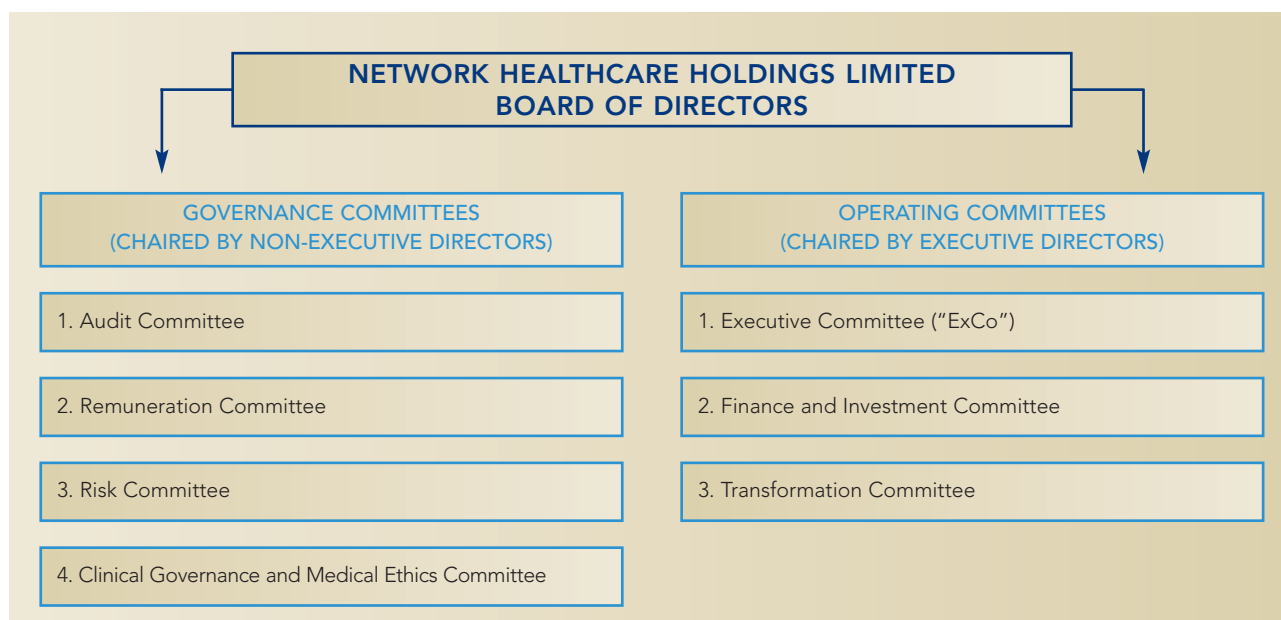 NETWORK HEALTHCARE HOLDINGS LIMITED
BOARD OF DIRECTORS
GOVERNANCE COMMITTEES
(CHAIRED BY NON-EXECUTIVE DIRECTORS)
1. Audit Committee
2. Remuneration Committee
3. Risk Committee
4. Clinical Governance and Medical Ethics Committee
OPERATING COMMITTEES
(CHAIRED BY EXECUTIVE DIRECTORS)
1. Executive Committee (“ExCo”)
2. Finance and Investment Committee
3. Transformation Committee